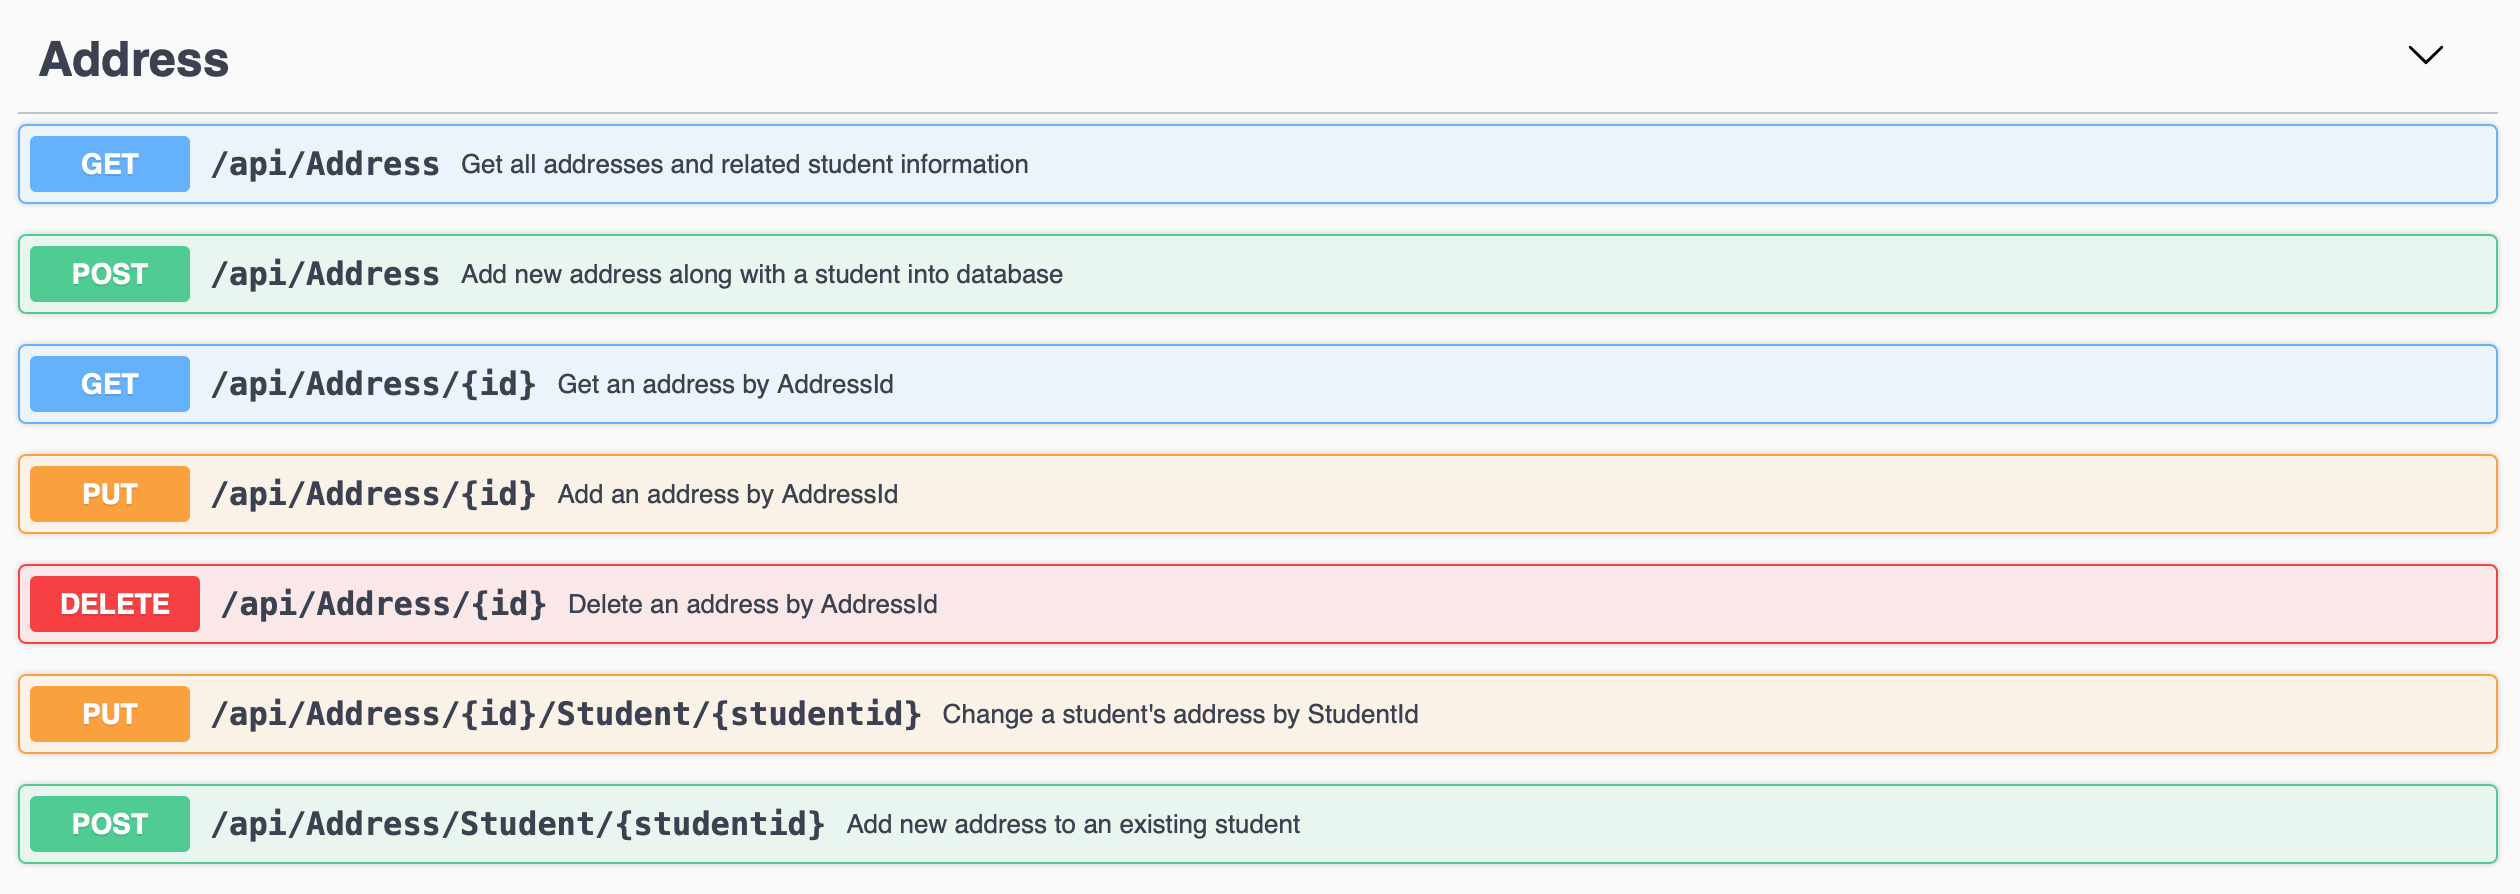 Address
GET /api/Address Get all addresses and related student information
POST /api/Address Add new address along with a student into database
GET /api/Address/{id} Get an address by AddressId
PUT /api/Address/{id} Add an address by AddressId
DELETE /api/Address/{id} Delete an address by AddressId
PUT /api/Address/{id}/Student/{studentid} Change a student's address by StudentId
POST /api/Address/Student/{studentid} Add new address to an existing student